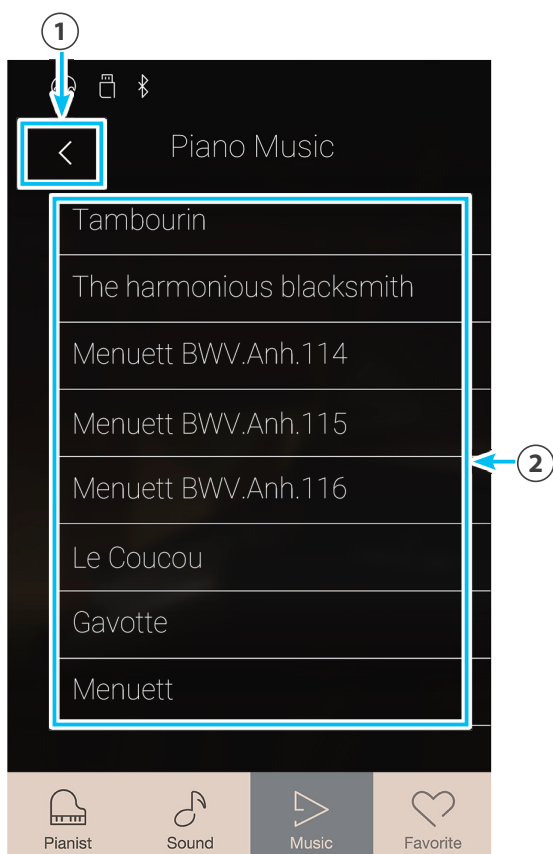 1
Piano Music
Tambourin
The harmonious blacksmith
Menuett BWV.Anh.114
Menuett BWV.Anh.115
Menuett BWV.Anh.116
2
Le Coucou
Gavotte
Menuett
Pianist Sound Music Favorite